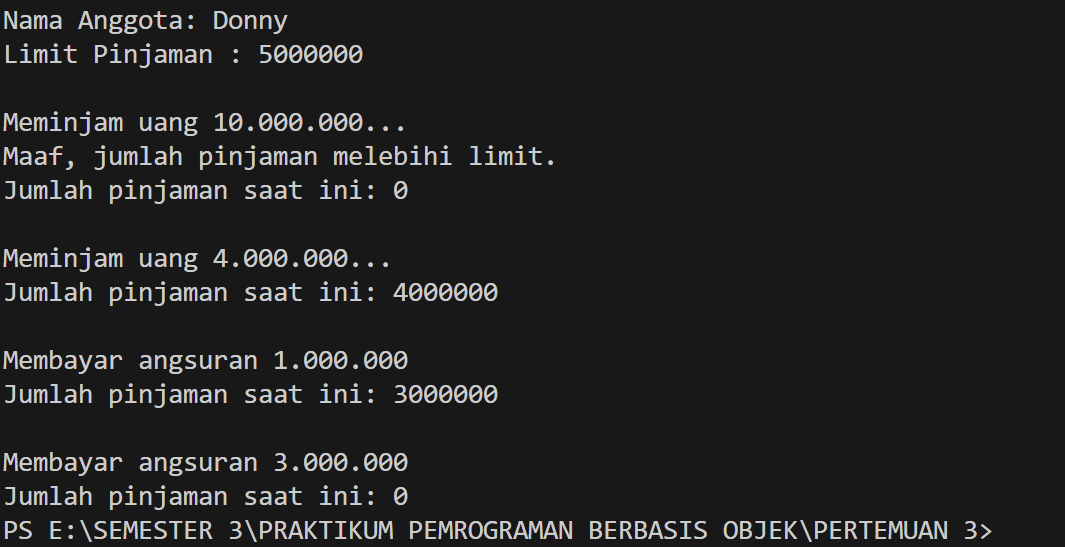 Nama Anggota: Donny
Limit Pinjaman : 5000000
Meminjam uang 10.000.000...
Maaf, jumlah pinjaman melebihi limit.
Jumlah pinjaman saat ini: 0
Meminjam uang 4.000.000...
Jumlah pinjaman saat ini: 4000000
Membayar angsuran 1.000.000
Jumlah pinjaman saat ini: 3000000
Membayar angsuran 3.000.000
Jumlah pinjaman saat ini: 0
PS E:\SEMESTER 3\PRAKTIKUM PEMROGRAMAN BERBASIS OBJEK\PERTEMUAN 3>